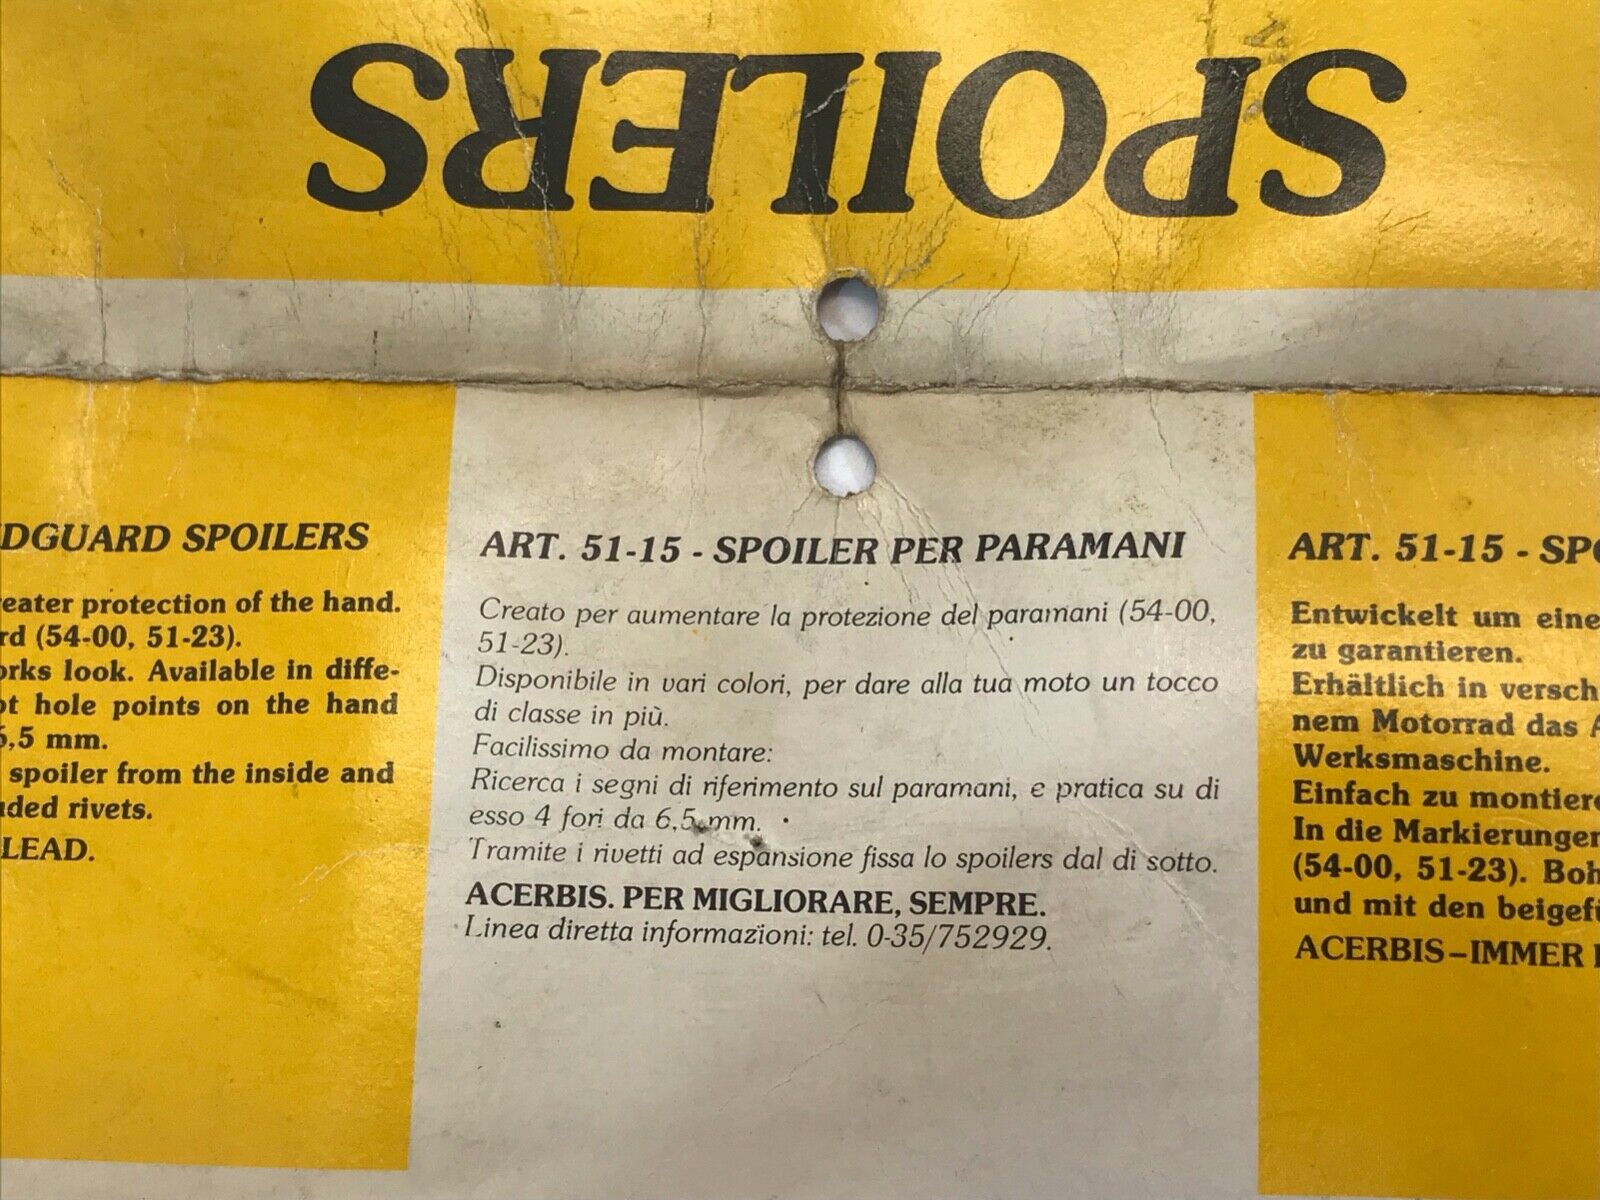 SPOILERS
DGUARD SPOILERS
reater protection of the hand.
rd (54-00, 51-23).
orks look. Available in diffe-
ot hole points on the hand
6,5 mm.
spoiler from the inside and
uded rivets.
LEAD.
ART. 51-15 - SPOILER PER PARAMANI
Creato per aumentare la protezione del paramani (54-00,
51-23).
Disponibile in vari colori, per dare alla tua moto un tocco
di classe in più.
Facilissimo da montare:
Ricerca i segni di riferimento sul paramani, e pratica su di
esso 4 fori da 6,5 mm.
Tramite i rivetti ad espansione fissa lo spoilers dal di sotto.
ACERBIS. PER MIGLIORARE, SEMPRE.
Linea diretta informazioni: tel. 0-35/752929.
ART. 51-15 - SPO
Entwickelt um eine
zu garantieren.
Erhältlich in versch
nem Motorrad das A
Werksmaschine.
Einfach zu montiere
In die Markierungen
(54-00, 51-23). Boh
und mit den beigefü
ACERBIS-IMMER